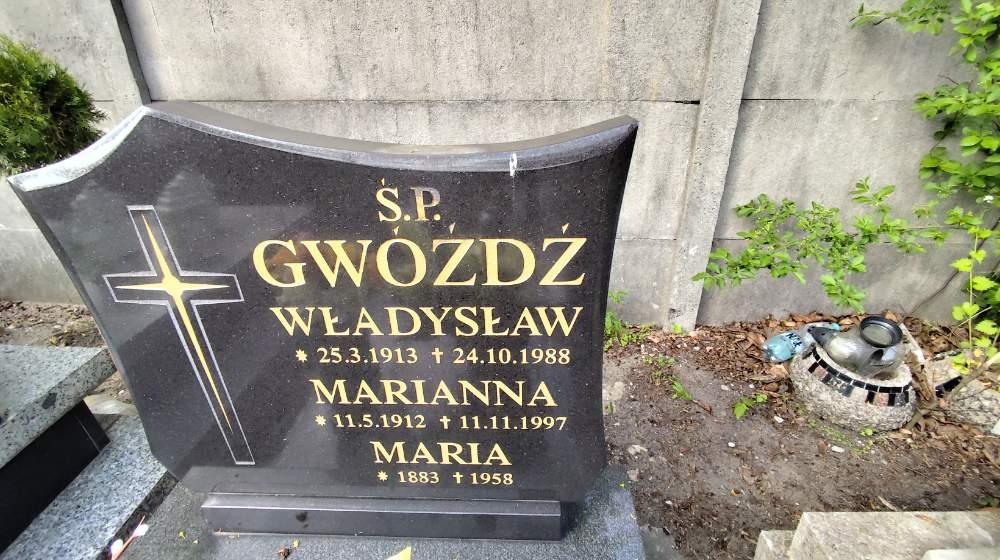 Ś.P.
GWÓŹDŹ
WŁADYSŁAW
* 25.3.1913 † 24.10.1988
MARIANNA
* 11.5.1912 † 11.11.1997
MARIA
* 1883 † 1958